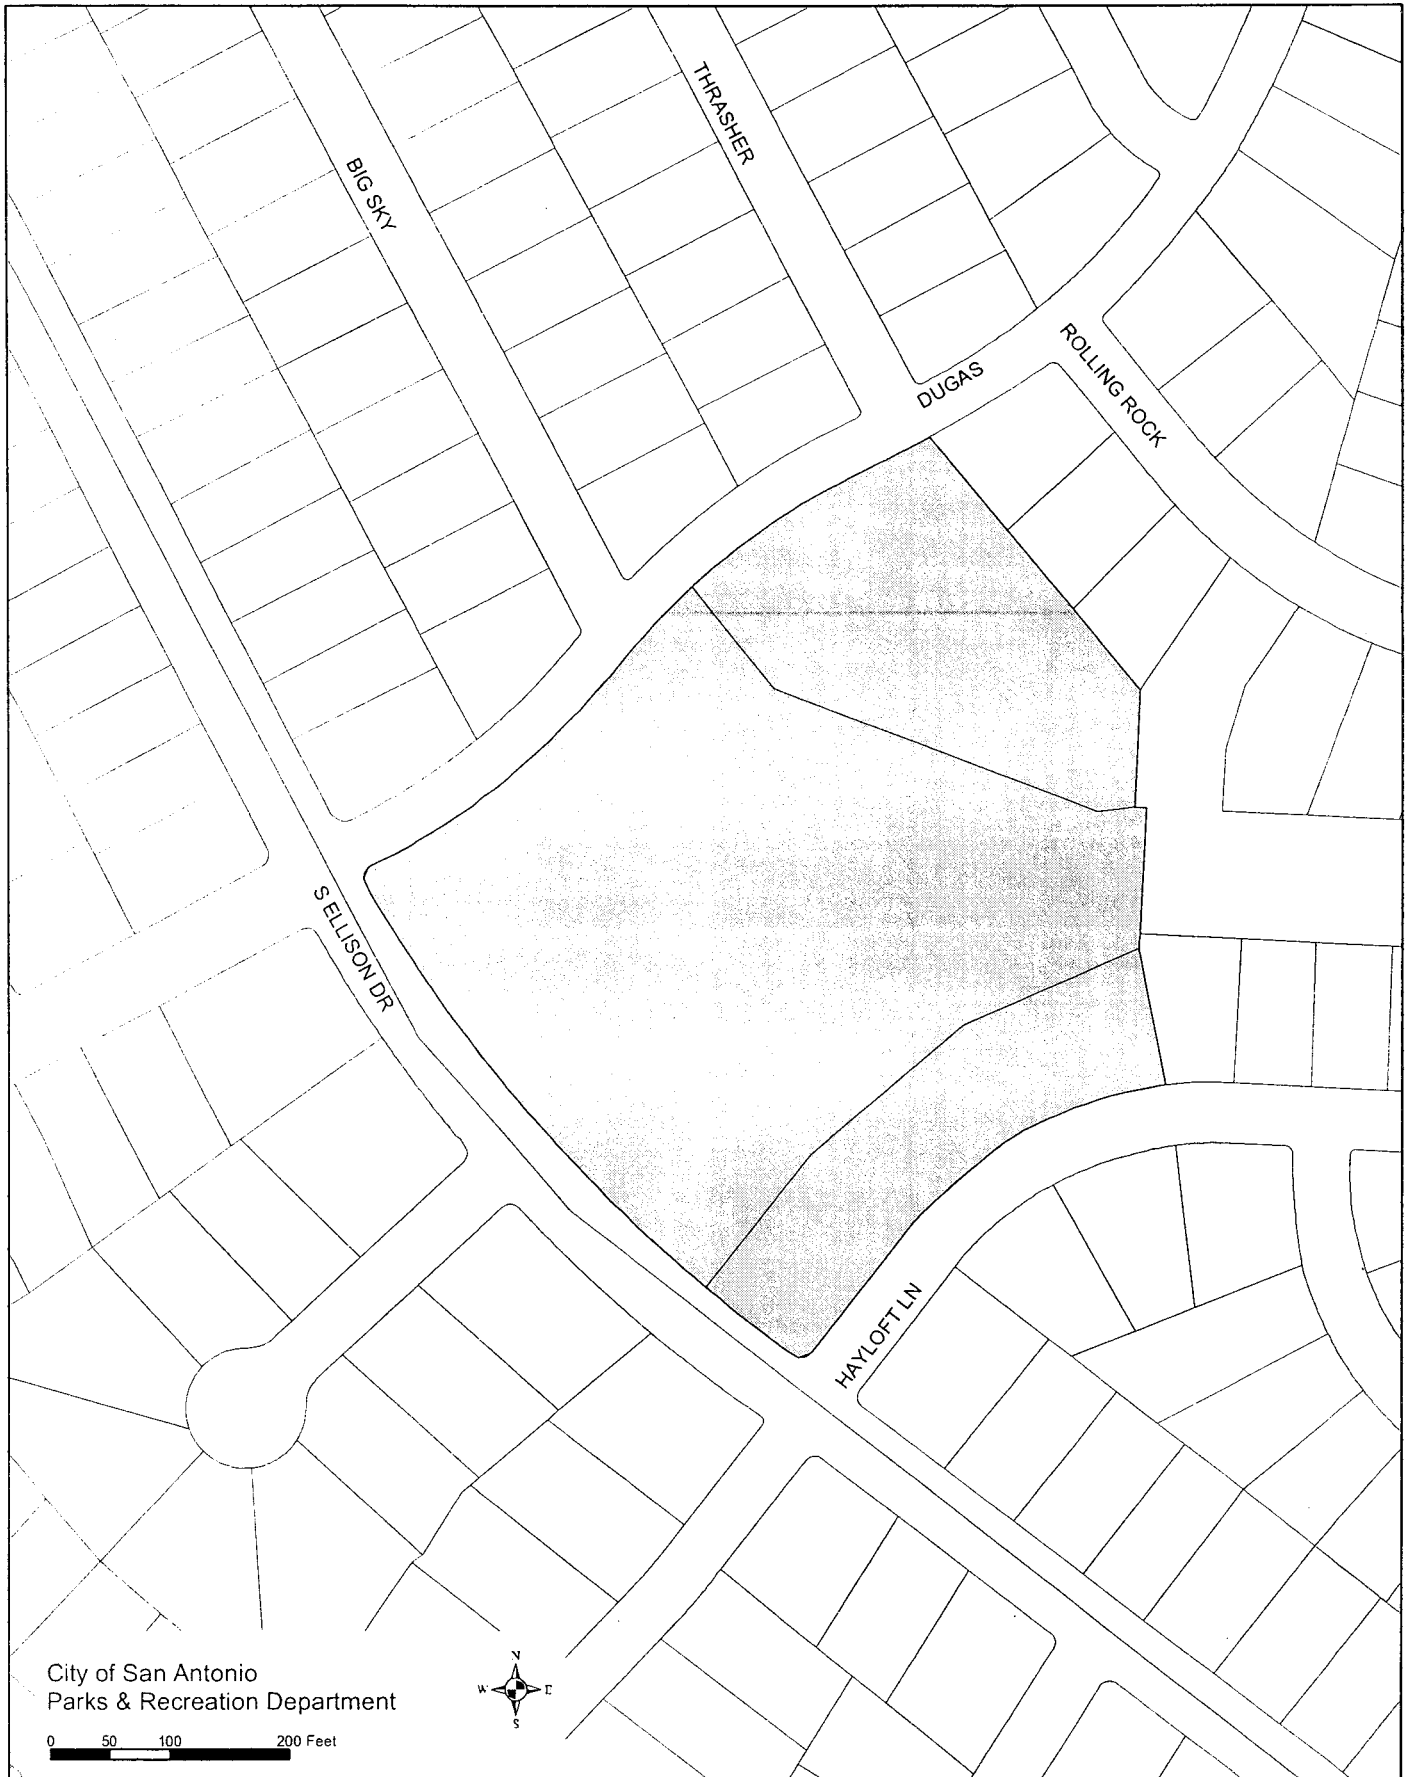 THRASHER
BIG SKY
DUGAS
ROLLING ROCK
S ELLISON DR
HAYLOFT LN
City of San Antonio
Parks & Recreation Department
N
W E
S
0 50 100 200 Feet